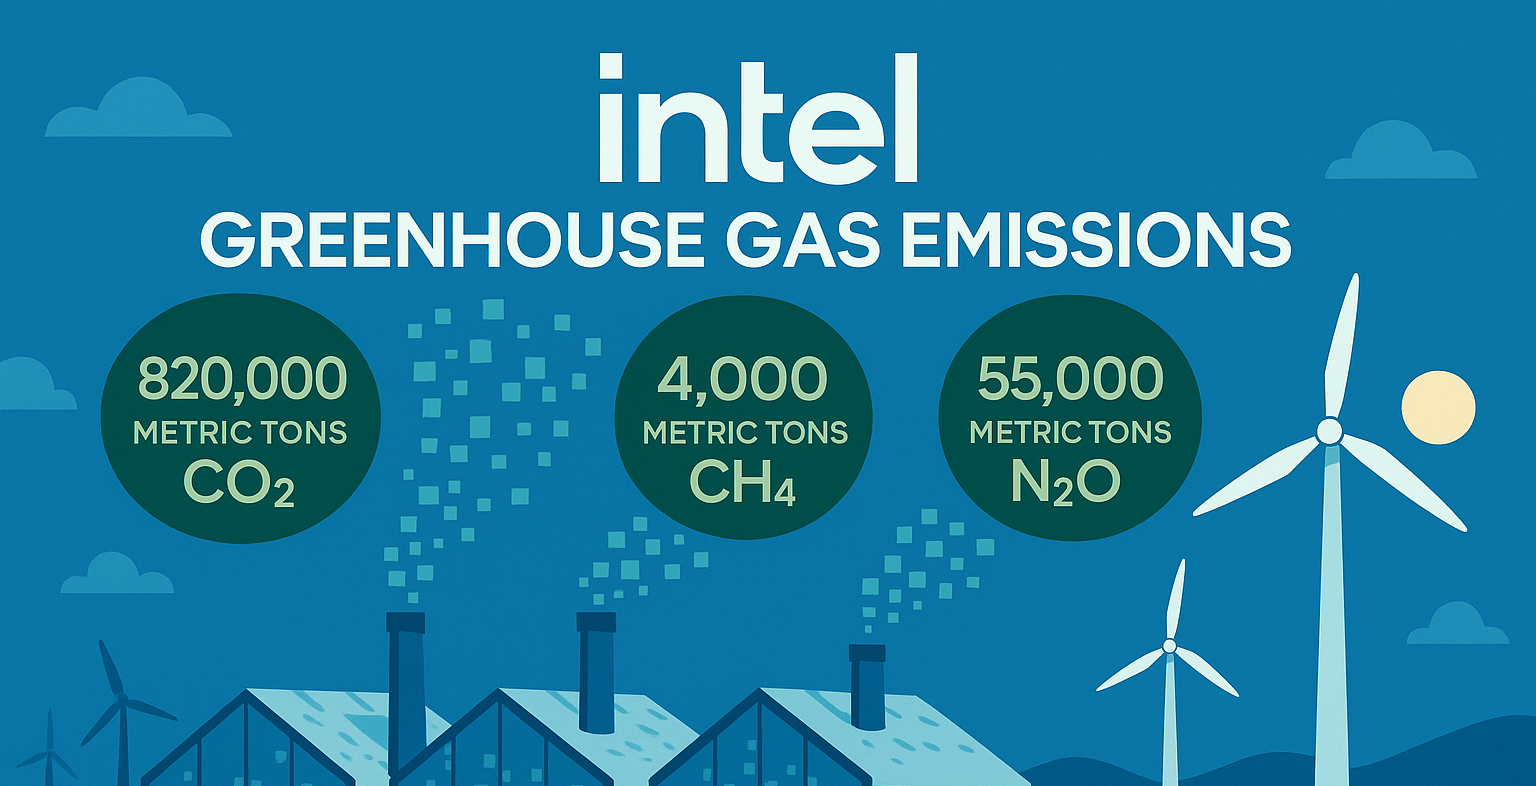 intel
GREENHOUSE GAS EMISSIONS
820,000
METRIC TONS
CO₂
4,000
METRIC TONS
CH₄
55,000
METRIC TONS
N₂O